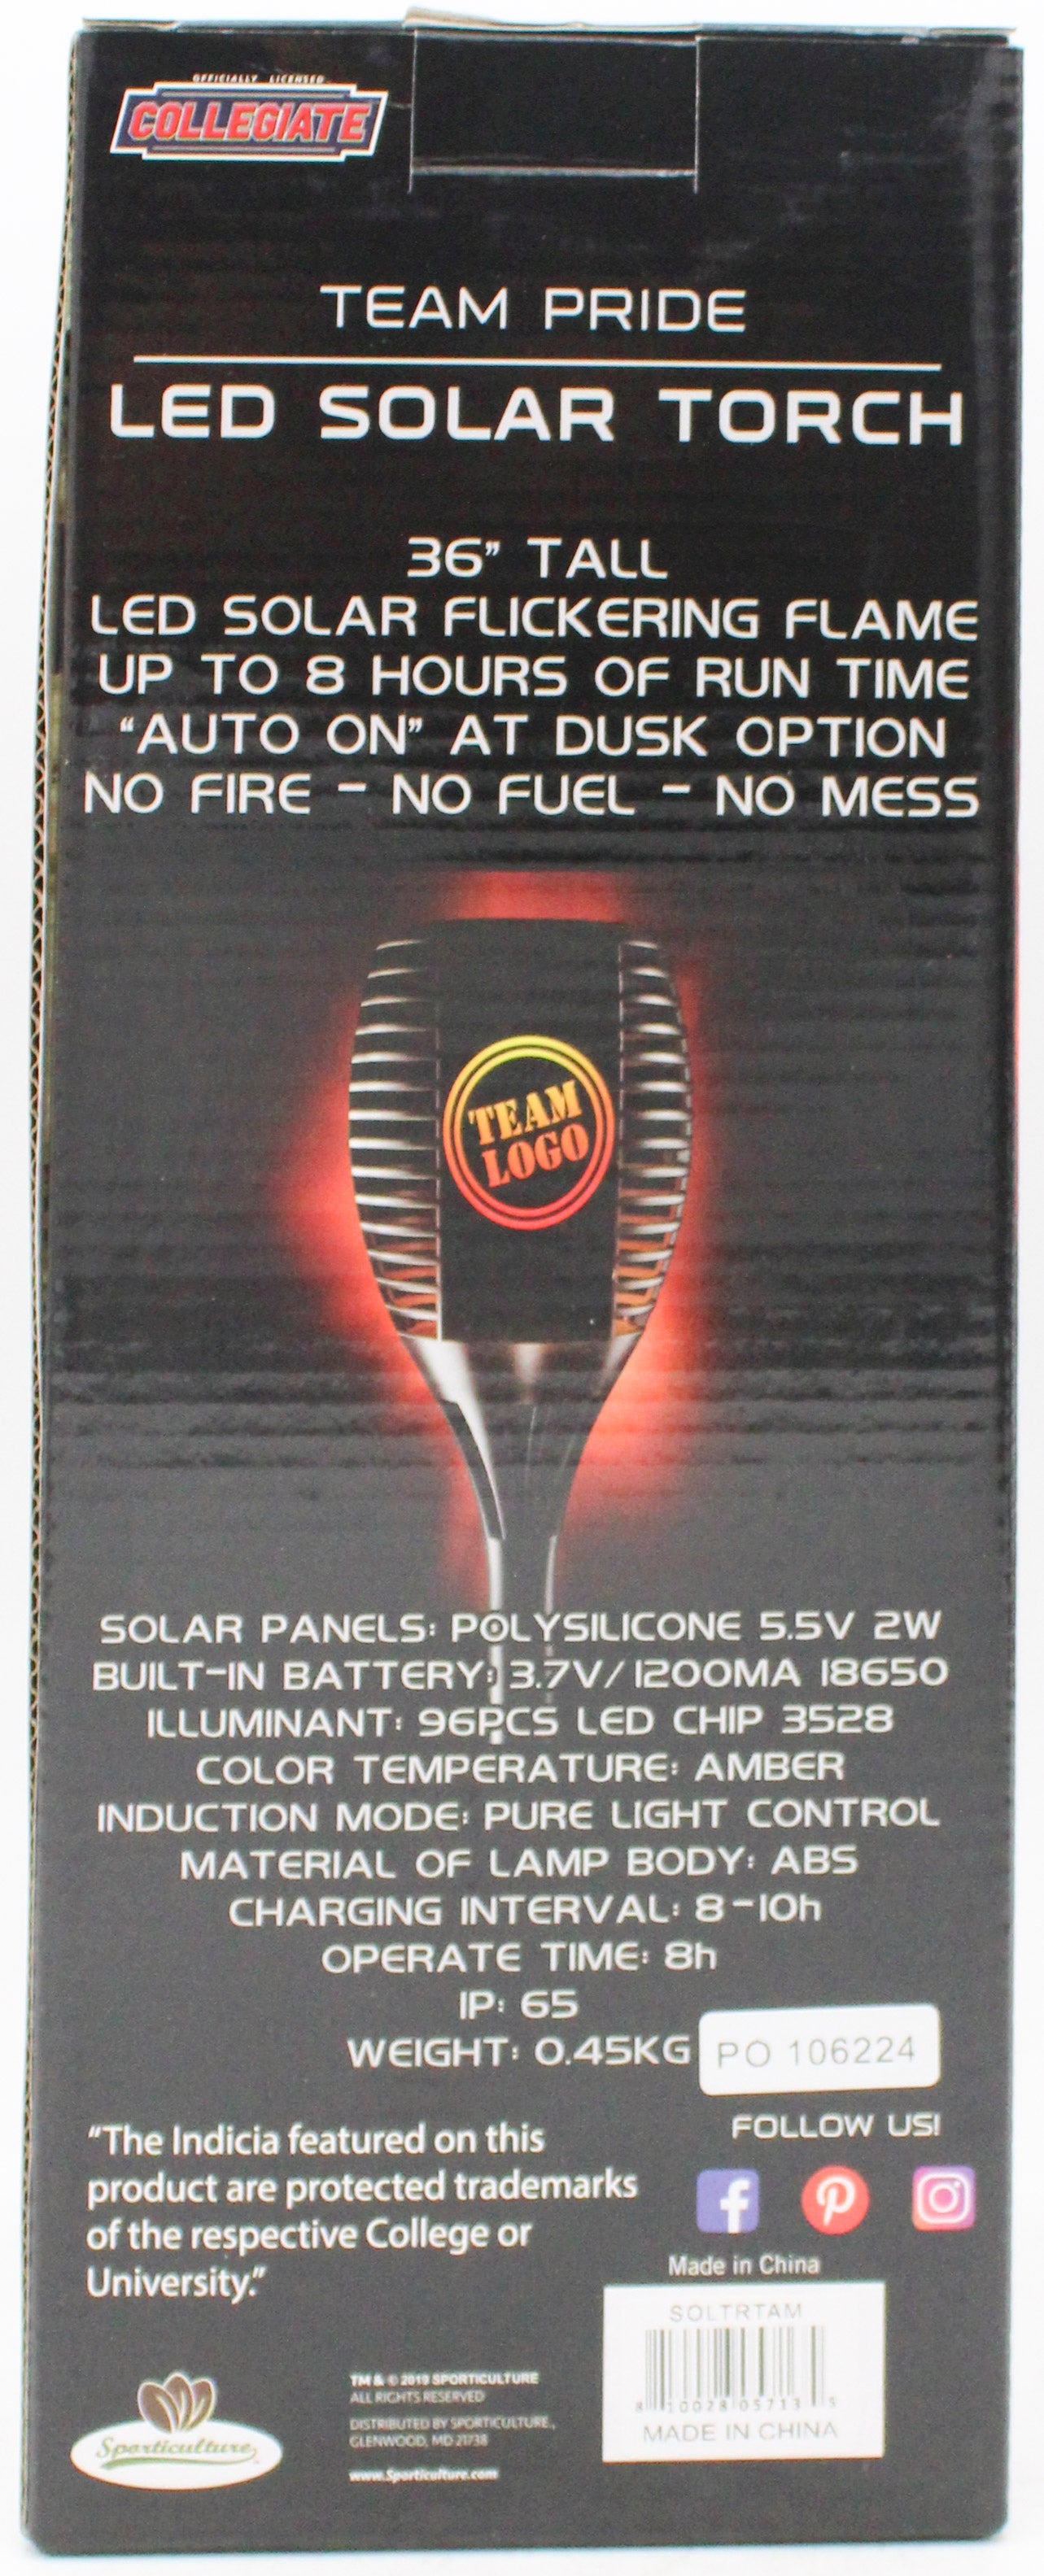 OFFICIALLY LICENSED
COLLEGIATE
TEAM PRIDE
LED SOLAR TORCH
36” TALL
LED SOLAR FLICKERING FLAME
UP TO 8 HOURS OF RUN TIME
“AUTO ON” AT DUSK OPTION
NO FIRE – NO FUEL – NO MESS
TEAM
LOGO
SOLAR PANELS: POLYSILICONE 5.5V 2W
BUILT-IN BATTERY: 3.7V/1200MA 18650
ILLUMINANT: 96PCS LED CHIP 3528
COLOR TEMPERATURE: AMBER
INDUCTION MODE: PURE LIGHT CONTROL
MATERIAL OF LAMP BODY: ABS
CHARGING INTERVAL: 8-10h
OPERATE TIME: 8h
IP: 65
WEIGHT: 0.45KG
PO 106224
“The Indicia featured on this
product are protected trademarks
of the respective College or
University.”
FOLLOW US!
Made in China
SOLTRTAM
8 10028 05713 5
MADE IN CHINA
Sporticulture
TM & © 2019 SPORTICULTURE
ALL RIGHTS RESERVED
DISTRIBUTED BY SPORTICULTURE.,
GLENWOOD, MD 21738
www.Sporticulture.com